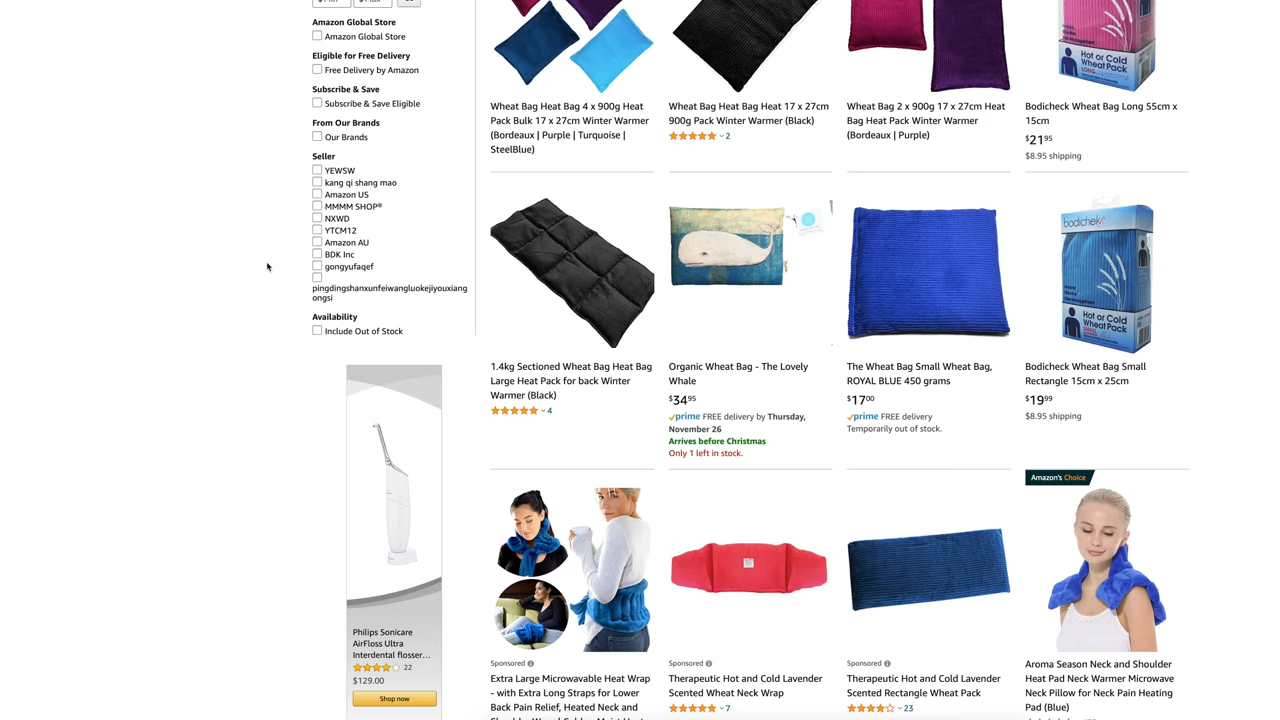 Amazon Global Store
Amazon Global Store
Eligible for Free Delivery
Free Delivery by Amazon
Subscribe & Save
Subscribe & Save Eligible
From Our Brands
Our Brands
Seller
YEWSW
kang qi shang mao
Amazon US
MMMM SHOP®
NXWD
YTCM12
Amazon AU
BDK Inc
gongyufaqef
pingdingshanxunfeiwangluokejiyouxiang
ongsi
Availability
Include Out of Stock
Philips Sonicare
AirFloss Ultra
Interdental flosser...
22
$129.00
Shop now
Wheat Bag Heat Bag 4 x 900g Heat
Pack Bulk 17 x 27cm Winter Warmer
(Bordeaux | Purple | Turquoise |
SteelBlue)
Wheat Bag Heat Bag Heat 17 x 27cm
900g Pack Winter Warmer (Black)
2
Wheat Bag 2 x 900g 17 x 27cm Heat
Bag Heat Pack Winter Warmer
(Bordeaux | Purple)
Hot or Cold
Wheat Pack
LONG
Bodicheck Wheat Bag Long 55cm x
15cm
$2195
$8.95 shipping
1.4kg Sectioned Wheat Bag Heat Bag
Large Heat Pack for back Winter
Warmer (Black)
4
Organic Wheat Bag - The Lovely
Whale
$3495
prime FREE delivery by Thursday,
November 26
Arrives before Christmas
Only 1 left in stock.
The Wheat Bag Small Wheat Bag,
ROYAL BLUE 450 grams
$1700
prime FREE delivery
Temporarily out of stock.
bodichek
Hot or Cold
Wheat Pack
Bodicheck Wheat Bag Small
Rectangle 15cm x 25cm
$1999
$8.95 shipping
Sponsored
Extra Large Microwavable Heat Wrap
- with Extra Long Straps for Lower
Back Pain Relief, Heated Neck and
Sponsored
Therapeutic Hot and Cold Lavender
Scented Wheat Neck Wrap
7
Sponsored
Therapeutic Hot and Cold Lavender
Scented Rectangle Wheat Pack
23
Amazon's Choice
Aroma Season Neck and Shoulder
Heat Pad Neck Warmer Microwave
Neck Pillow for Neck Pain Heating
Pad (Blue)